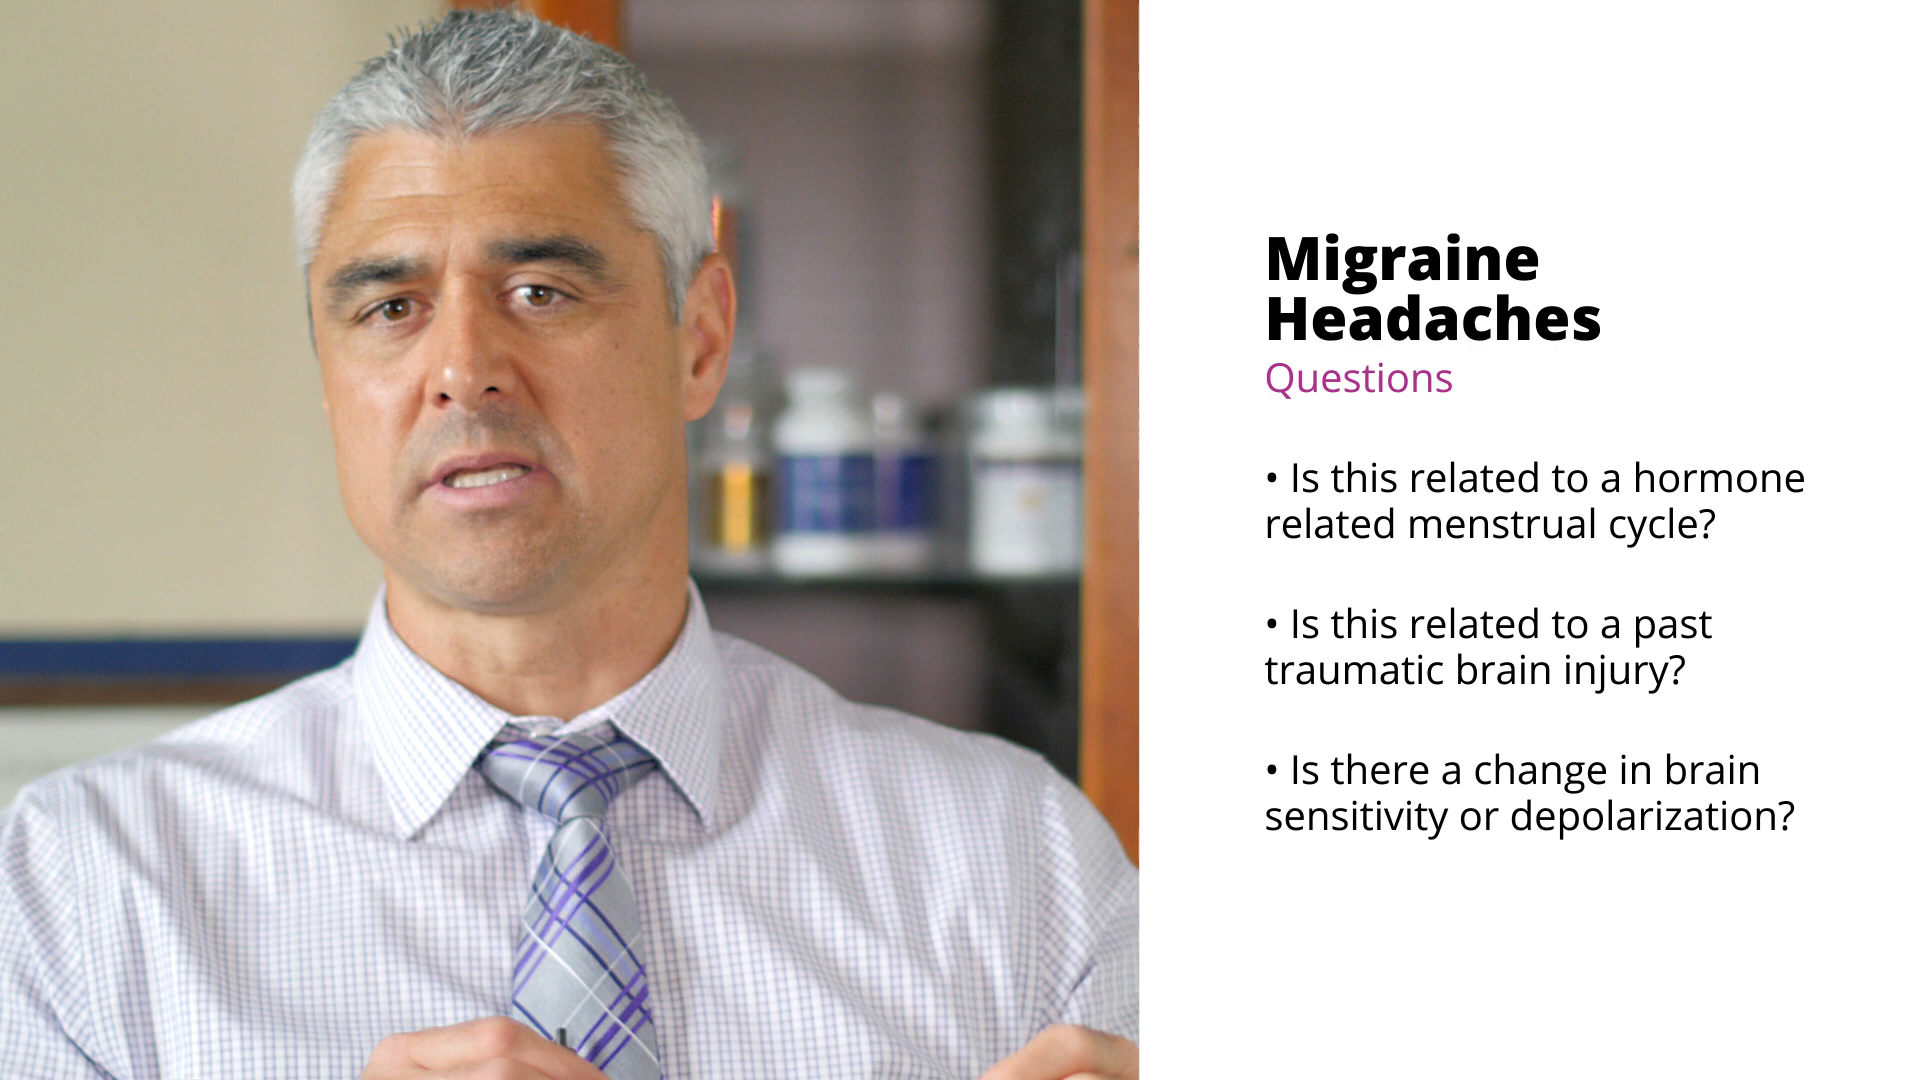 Migraine
Headaches
Questions
• Is this related to a hormone
related menstrual cycle?
• Is this related to a past
traumatic brain injury?
• Is there a change in brain
sensitivity or depolarization?